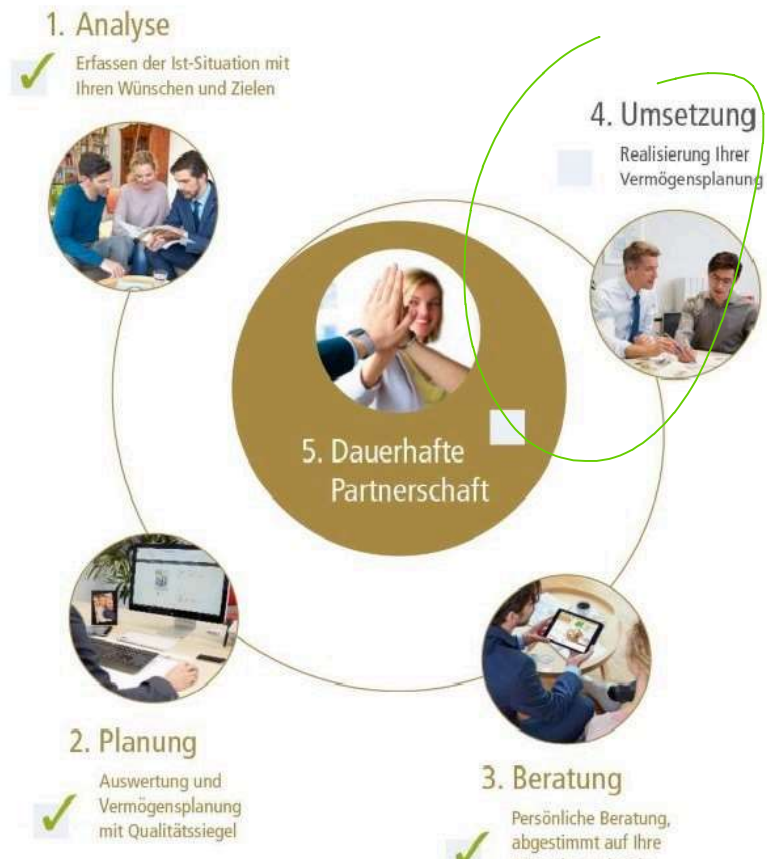 1. Analyse
Erfassen der Ist-Situation mit
Ihren Wünschen und Zielen
4. Umsetzung
Realisierung Ihrer
Vermögensplanung
5. Dauerhafte
Partnerschaft
2. Planung
Auswertung und
Vermögensplanung
mit Qualitätssiegel
3. Beratung
Persönliche Beratung,
abgestimmt auf Ihre